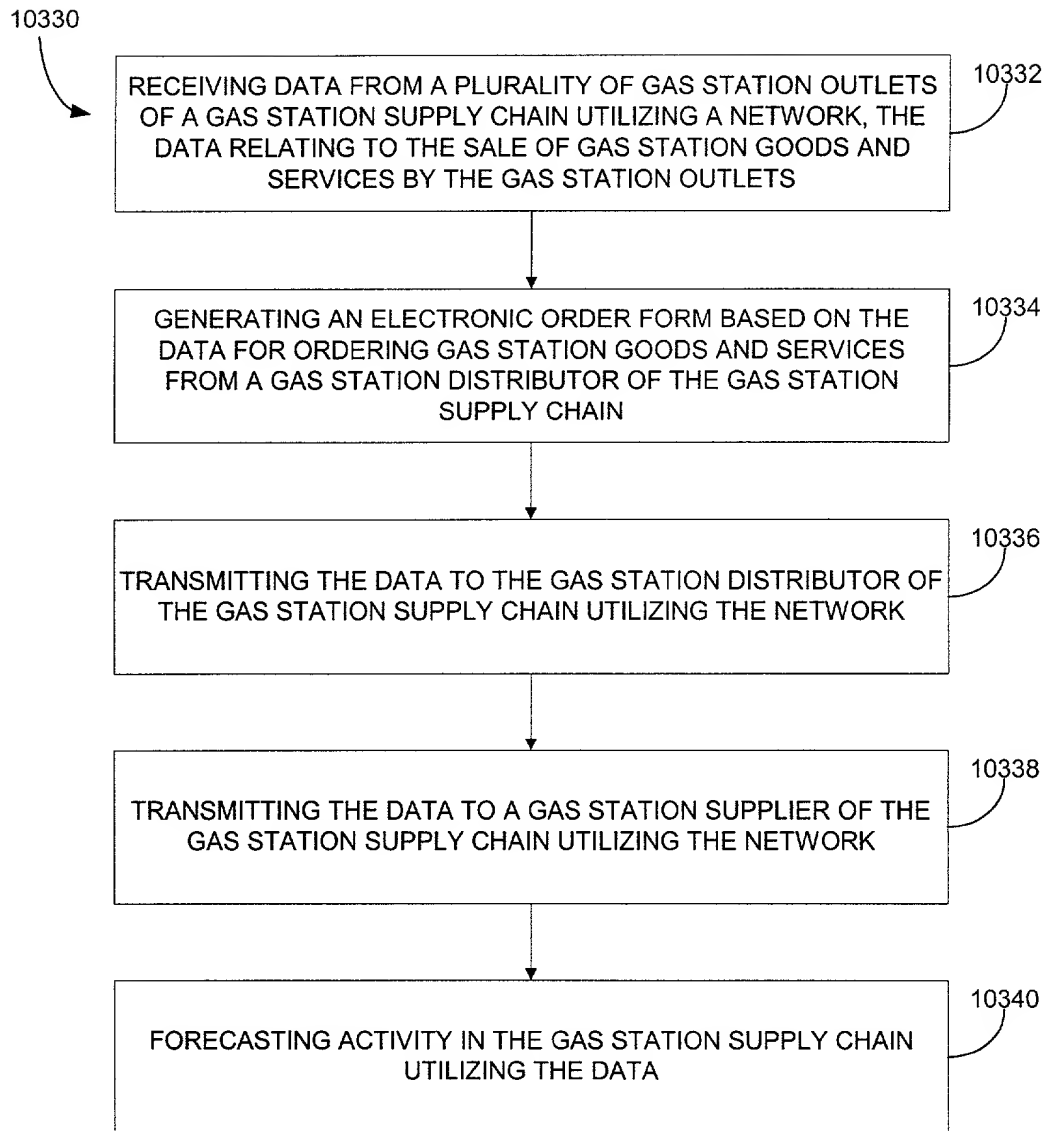 10330
10332
RECEIVING DATA FROM A PLURALITY OF GAS STATION OUTLETS
OF A GAS STATION SUPPLY CHAIN UTILIZING A NETWORK, THE
DATA RELATING TO THE SALE OF GAS STATION GOODS AND
SERVICES BY THE GAS STATION OUTLETS
10334
GENERATING AN ELECTRONIC ORDER FORM BASED ON THE
DATA FOR ORDERING GAS STATION GOODS AND SERVICES
FROM A GAS STATION DISTRIBUTOR OF THE GAS STATION
SUPPLY CHAIN
10336
TRANSMITTING THE DATA TO THE GAS STATION DISTRIBUTOR OF
THE GAS STATION SUPPLY CHAIN UTILIZING THE NETWORK
10338
TRANSMITTING THE DATA TO A GAS STATION SUPPLIER OF THE
GAS STATION SUPPLY CHAIN UTILIZING THE NETWORK
10340
FORECASTING ACTIVITY IN THE GAS STATION SUPPLY CHAIN
UTILIZING THE DATA